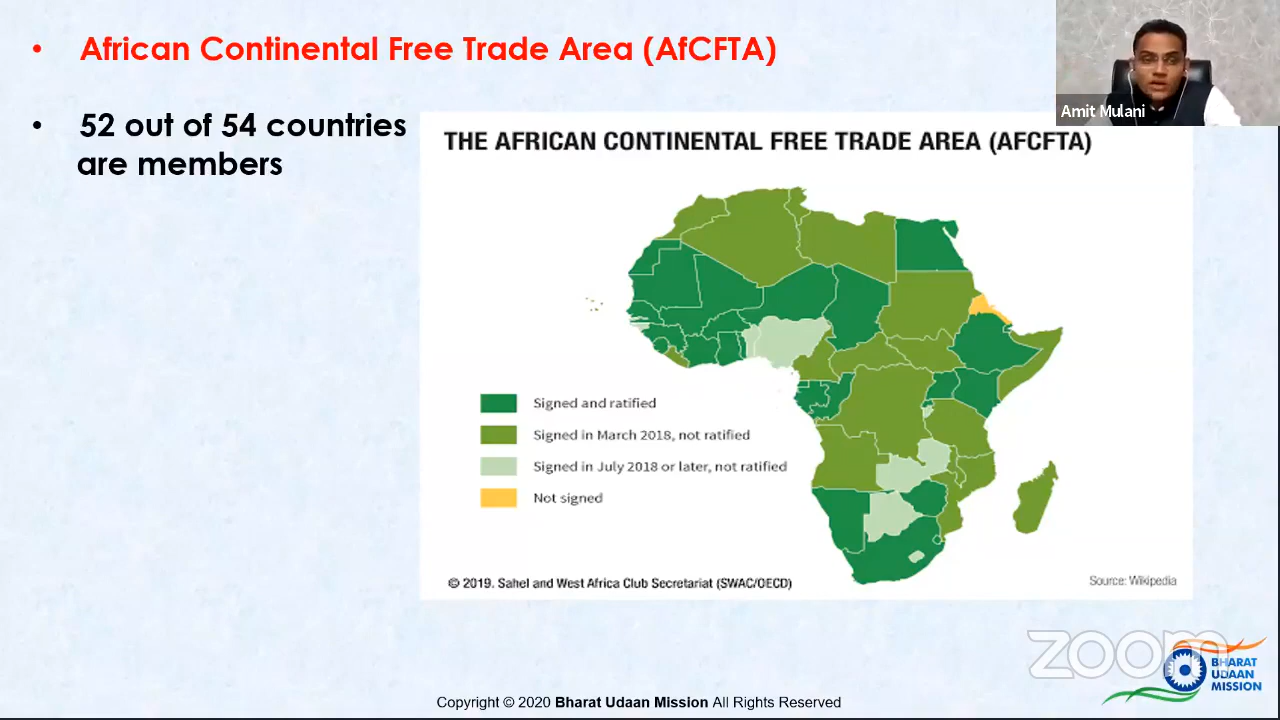 • African Continental Free Trade Area (AfCFTA)
Amit Mulani
• 52 out of 54 countries
are members
THE AFRICAN CONTINENTAL FREE TRADE AREA (AFCFTA)
Signed and ratified
Signed in March 2018, not ratified
Signed in July 2018 or later, not ratified
Not signed
© 2019. Sahel and West Africa Club Secretariat (SWAC/OECD)
Source: Wikipedia
zoom
BHARAT
UDAAN
MISSION
Copyright © 2020 Bharat Udaan Mission All Rights Reserved